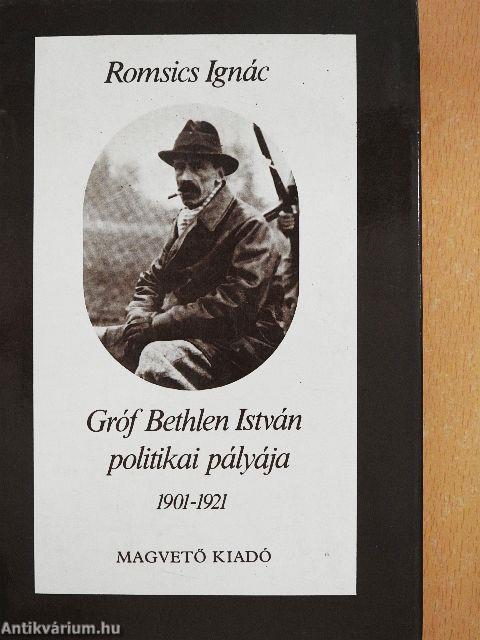 Romsics Ignác
Gróf Bethlen István
politikai pályája
1901-1921
MAGVETŐ KIADÓ
Antikvárium.hu